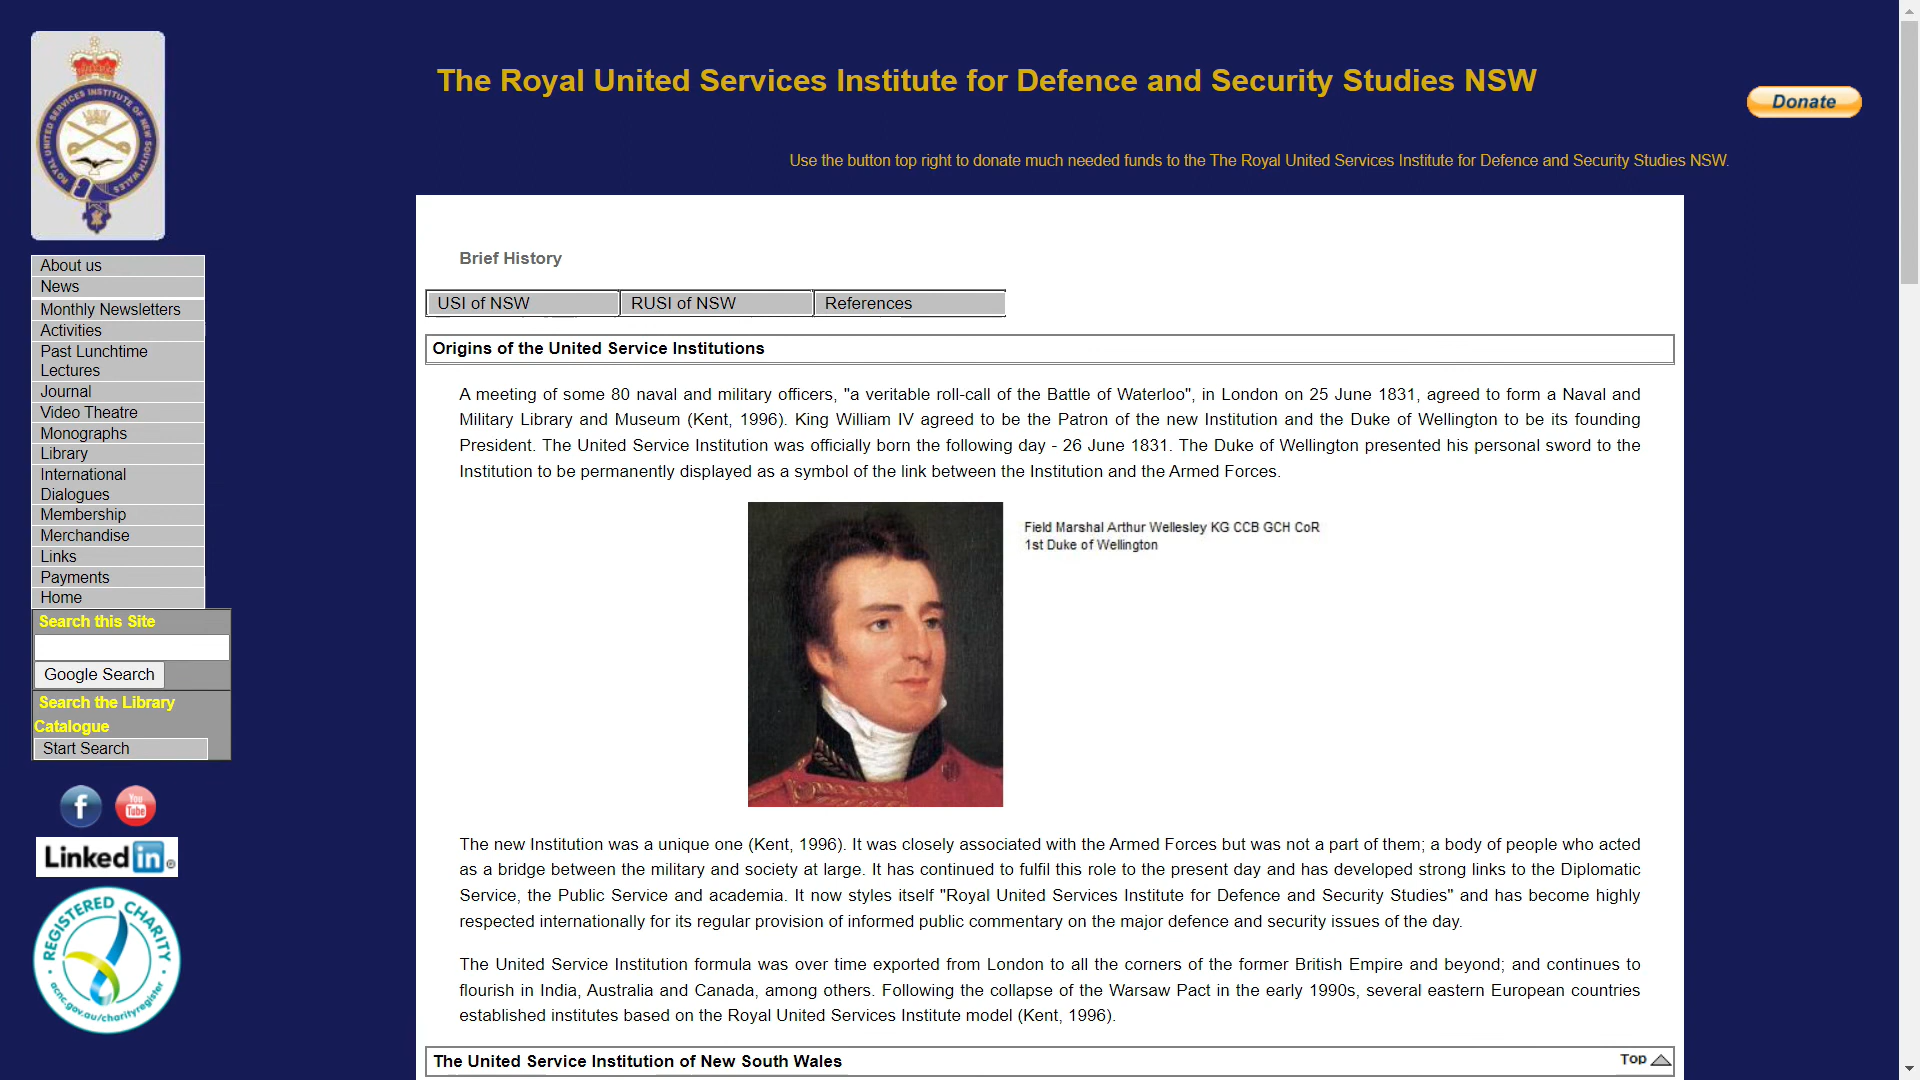 ROYAL UNITED SERVICES INSTITUTE OF NEW SOUTH WALES
The Royal United Services Institute for Defence and Security Studies NSW
Donate
Use the button top right to donate much needed funds to the The Royal United Services Institute for Defence and Security Studies NSW.
About us
News
Monthly Newsletters
Activities
Past Lunchtime
Lectures
Journal
Video Theatre
Monographs
Library
International
Dialogues
Membership
Merchandise
Links
Payments
Home
Search this Site
Google Search
Search the Library
Catalogue
Start Search
f
You
Tube
Linked in ®
REGISTERED CHARITY
acnc.gov.au/charityregister
Brief History
USI of NSW
RUSI of NSW
References
Origins of the United Service Institutions
A meeting of some 80 naval and military officers, "a veritable roll-call of the Battle of Waterloo", in London on 25 June 1831, agreed to form a Naval and
Military Library and Museum (Kent, 1996). King William IV agreed to be the Patron of the new Institution and the Duke of Wellington to be its founding
President. The United Service Institution was officially born the following day - 26 June 1831. The Duke of Wellington presented his personal sword to the
Institution to be permanently displayed as a symbol of the link between the Institution and the Armed Forces.
Field Marshal Arthur Wellesley KG CCB GCH CoR
1st Duke of Wellington
The new Institution was a unique one (Kent, 1996). It was closely associated with the Armed Forces but was not a part of them; a body of people who acted
as a bridge between the military and society at large. It has continued to fulfil this role to the present day and has developed strong links to the Diplomatic
Service, the Public Service and academia. It now styles itself "Royal United Services Institute for Defence and Security Studies" and has become highly
respected internationally for its regular provision of informed public commentary on the major defence and security issues of the day.
The United Service Institution formula was over time exported from London to all the corners of the former British Empire and beyond; and continues to
flourish in India, Australia and Canada, among others. Following the collapse of the Warsaw Pact in the early 1990s, several eastern European countries
established institutes based on the Royal United Services Institute model (Kent, 1996).
The United Service Institution of New South Wales
Top